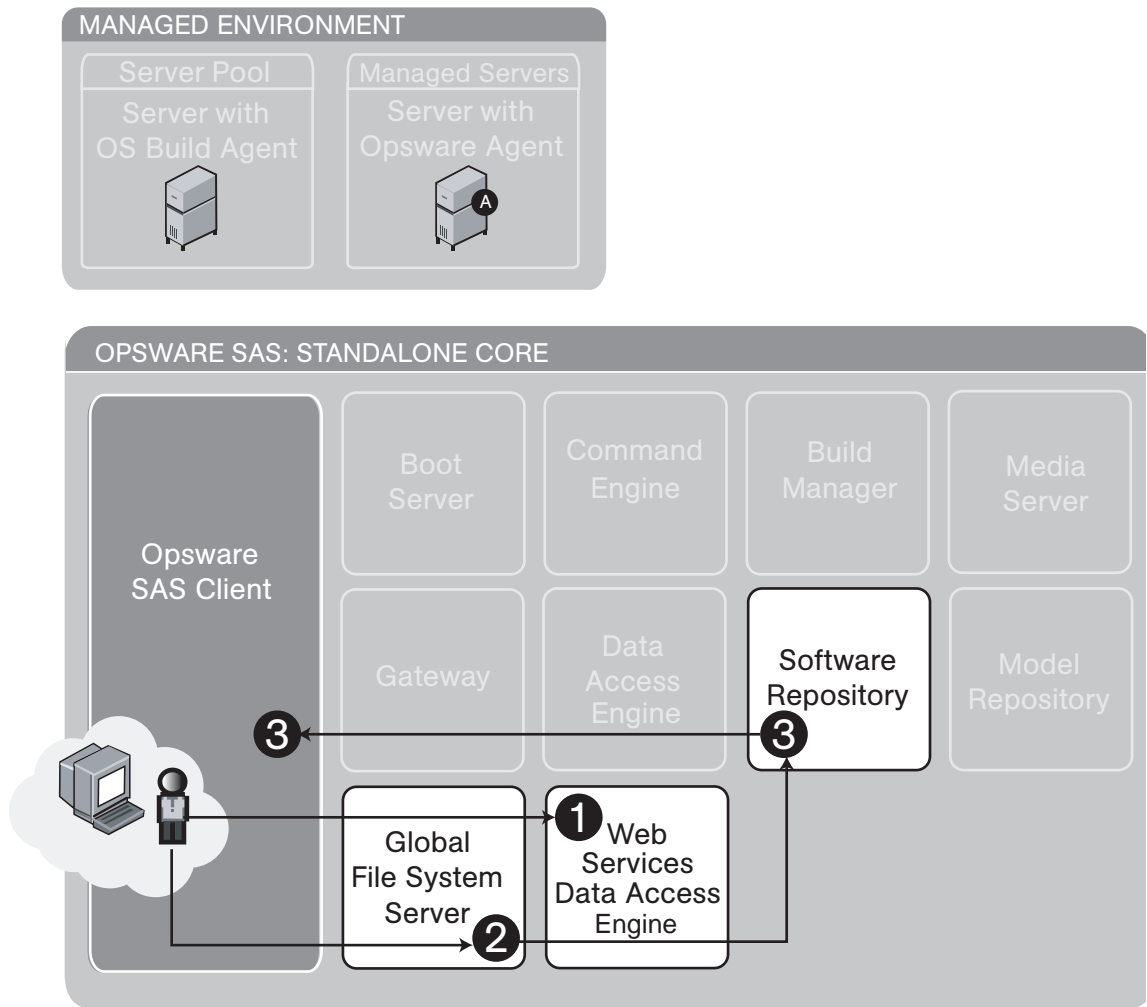 MANAGED ENVIRONMENT
Server Pool
Server with
OS Build Agent
Managed Servers
Server with
Opsware Agent
A
OPSWARE SAS: STANDALONE CORE
Opsware
SAS Client
Boot
Server
Command
Engine
Build
Manager
Media
Server
Gateway
Data
Access
Engine
Software
Repository
Model
Repository
3
3
Global
File System
Server
2
1
Web
Services
Data Access
Engine